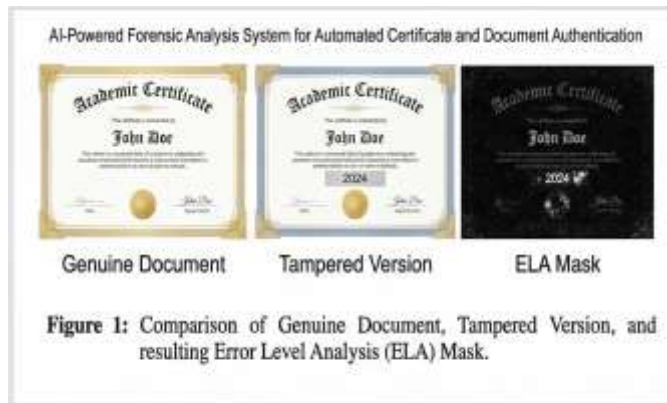 AI-Powered Forensic Analysis System for Automated Certificate and Document Authentication
Academic Certificate
John Doe
Academic Certificate
John Doe
2024
Academic Certificate
John Doe
2024
Genuine Document
Tampered Version
ELA Mask
Figure 1: Comparison of Genuine Document, Tampered Version, and
resulting Error Level Analysis (ELA) Mask.